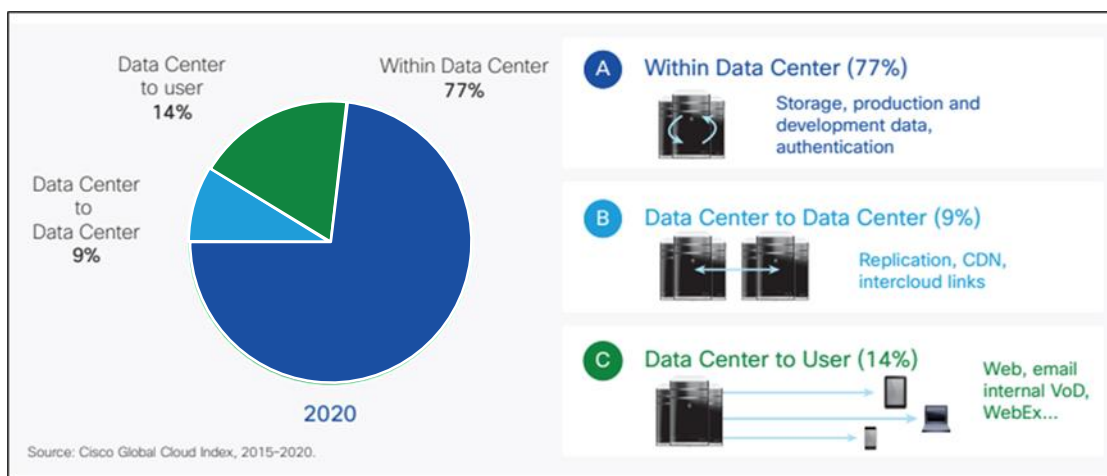 Data Center
to user
14%
Within Data Center
77%
Data Center
to
Data Center
9%
2020
Source: Cisco Global Cloud Index, 2015–2020.
A
Within Data Center (77%)
Storage, production and
development data,
authentication
B
Data Center to Data Center (9%)
Replication, CDN,
intercloud links
C
Data Center to User (14%)
Web, email
internal VoD,
WebEx...